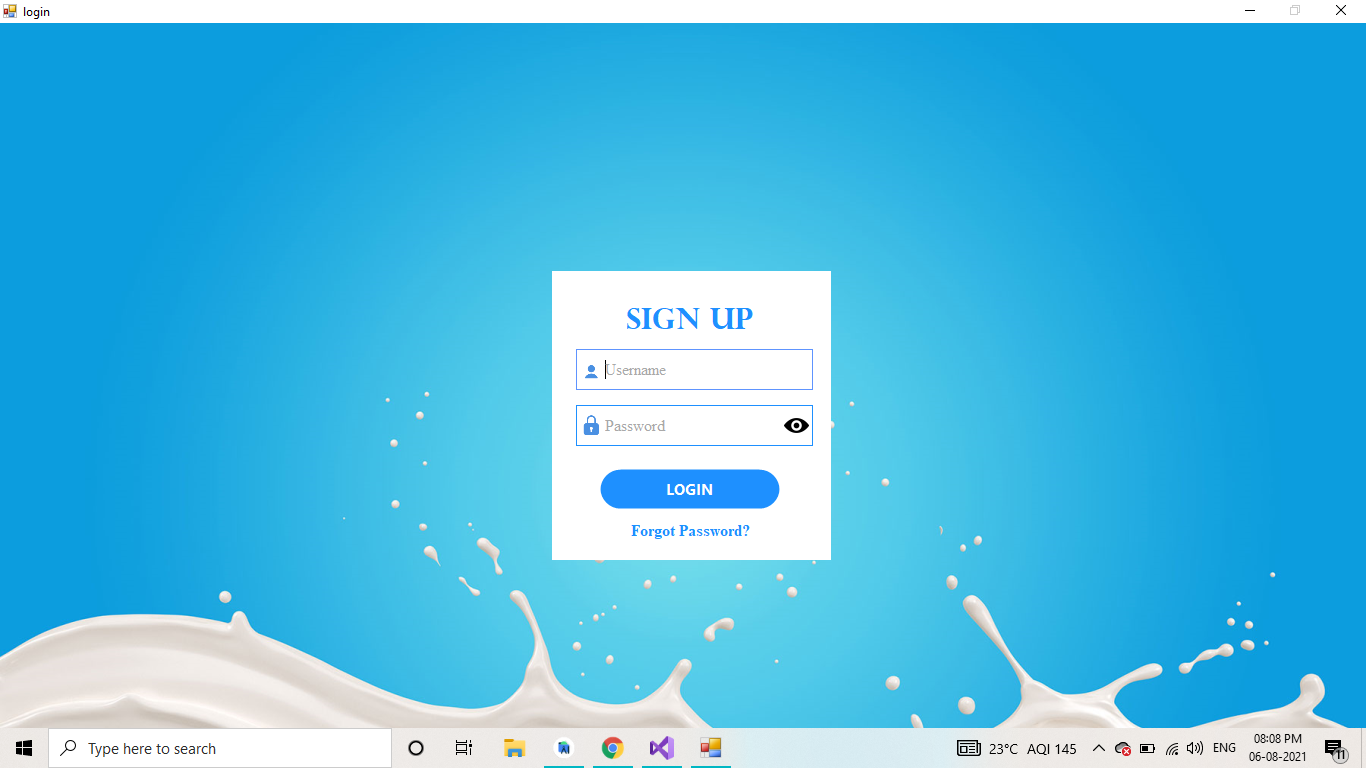 login
SIGN UP
Username
Password
LOGIN
Forgot Password?
Type here to search
23°C AQI 145
ENG
08:08 PM
06-08-2021
11